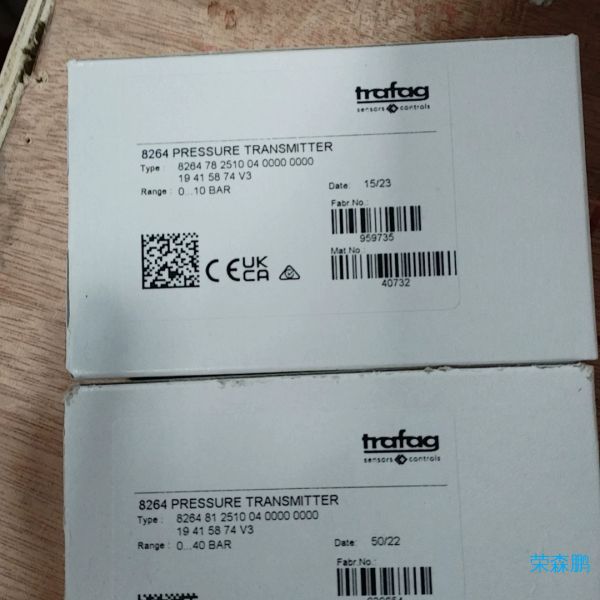 trafag
sensors controls
8264 PRESSURE TRANSMITTER
Type : 8264 78 2510 04 0000 0000
19 41 58 74 V3
Range : 0...10 BAR
Date: 15/23
Fabr.No.:
959735
Mat.No
40732
CE UK
CA
trafag
sensors controls
8264 PRESSURE TRANSMITTER
Type : 8264 81 2510 04 0000 0000
19 41 58 74 V3
Range : 0...40 BAR
Date: 50/22
Fabr.No.:
荣森鹏